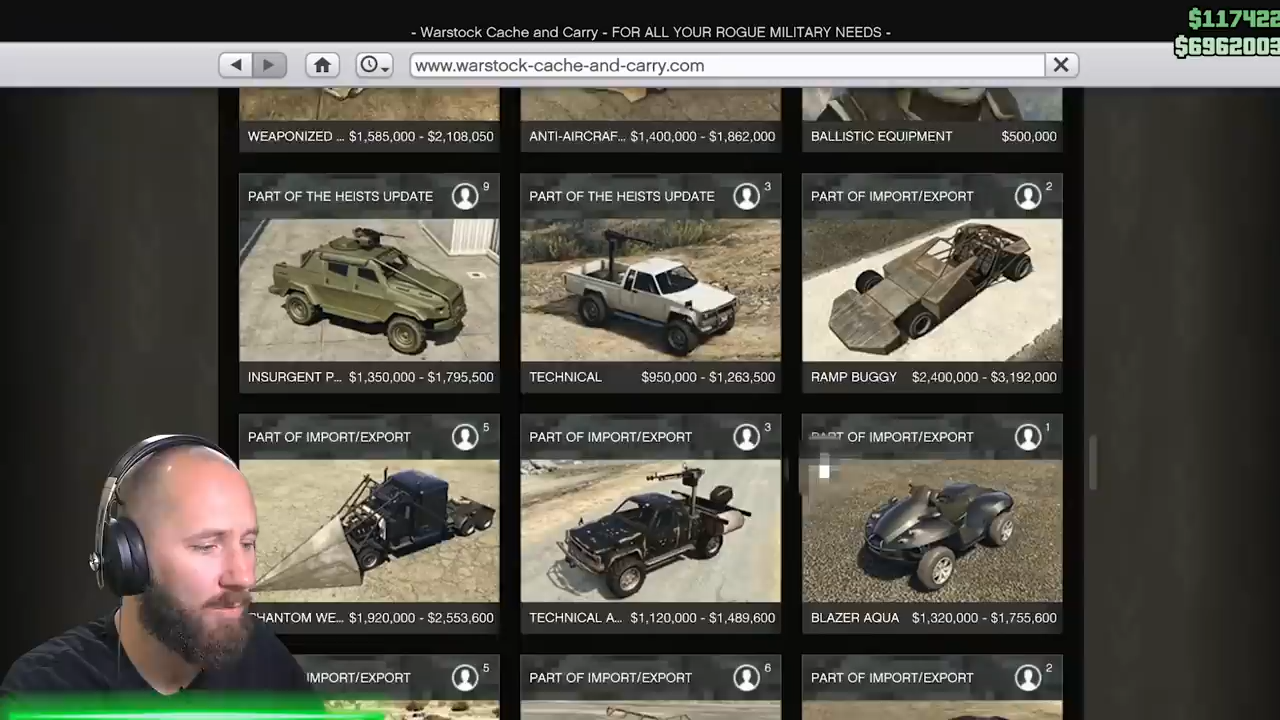 - Warstock Cache and Carry - FOR ALL YOUR ROGUE MILITARY NEEDS -
$117422
$6962003
www.warstock-cache-and-carry.com
WEAPONIZED ... $1,585,000 - $2,108,050
ANTI-AIRCRAF... $1,400,000 - $1,862,000
BALLISTIC EQUIPMENT $500,000
PART OF THE HEISTS UPDATE 9
PART OF THE HEISTS UPDATE 3
PART OF IMPORT/EXPORT 2
INSURGENT P... $1,350,000 - $1,795,500
TECHNICAL $950,000 - $1,263,500
RAMP BUGGY $2,400,000 - $3,192,000
PART OF IMPORT/EXPORT 5
PART OF IMPORT/EXPORT 3
PART OF IMPORT/EXPORT 1
PHANTOM WE... $1,920,000 - $2,553,600
TECHNICAL A... $1,120,000 - $1,489,600
BLAZER AQUA $1,320,000 - $1,755,600
IMPORT/EXPORT 5
PART OF IMPORT/EXPORT 6
PART OF IMPORT/EXPORT 2